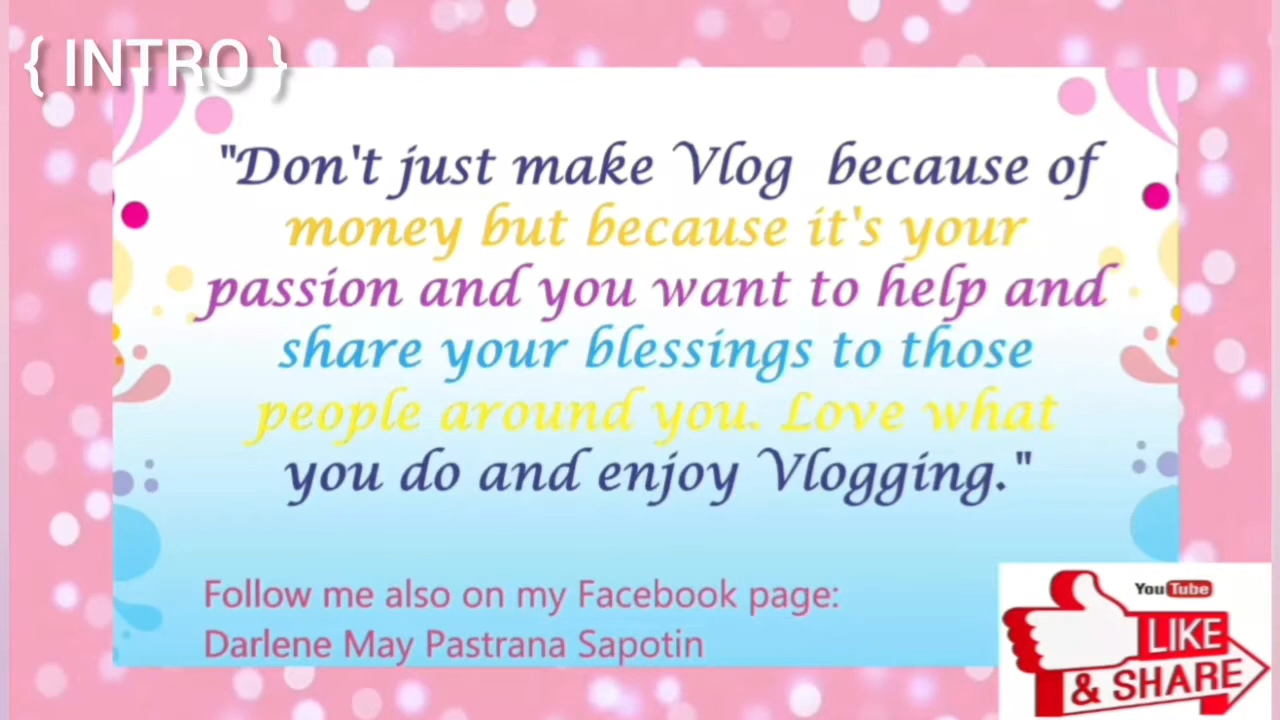 { INTRO }
"Don't just make Vlog because of
money but because it's your
passion and you want to help and
share your blessings to those
people around you. Love what
you do and enjoy Vlogging."
Follow me also on my Facebook page:
Darlene May Pastrana Sapotin
YouTube
LIKE
& SHARE